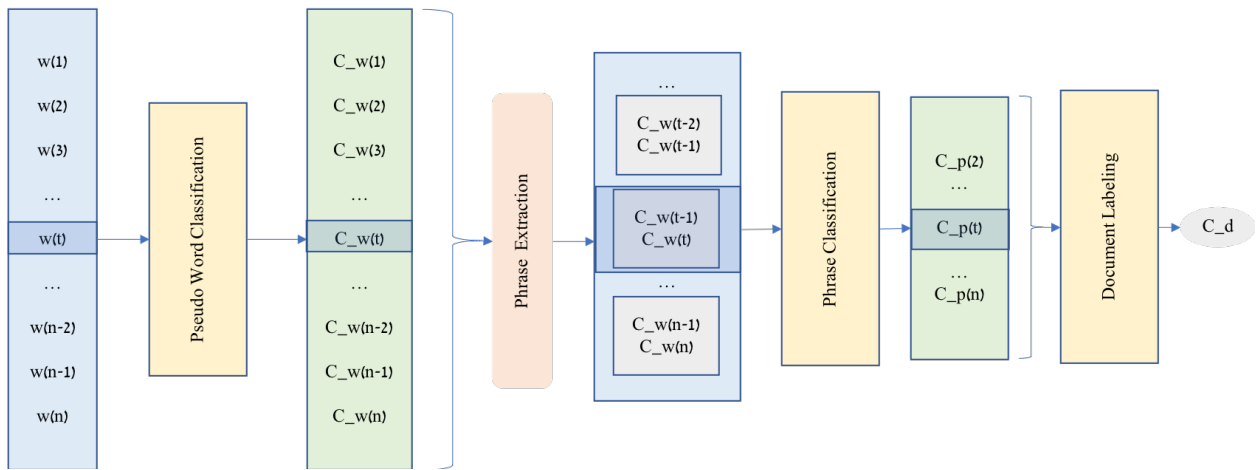 w(1)
w(2)
w(3)
...
w(t)
...
w(n-2)
w(n-1)
w(n)
Pseudo Word Classification
C_w(1)
C_w(2)
C_w(3)
...
C_w(t)
...
C_w(n-2)
C_w(n-1)
C_w(n)
Phrase Extraction
...
C_w(t-2)
C_w(t-1)
C_w(t-1)
C_w(t)
...
C_w(n-1)
C_w(n)
Phrase Classification
C_p(2)
...
C_p(t)
...
C_p(n)
Document Labeling
C_d